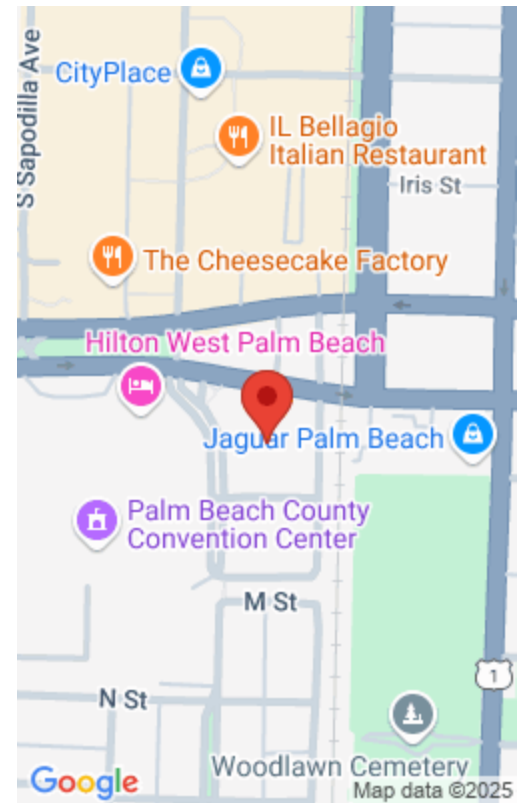 S Sapodilla Ave
CityPlace
IL Bellagio
Italian Restaurant
Iris St
The Cheesecake Factory
Hilton West Palm Beach
Jaguar Palm Beach
Palm Beach County
Convention Center
M St
1
N St
Woodlawn Cemetery
Google
Map data ©2025